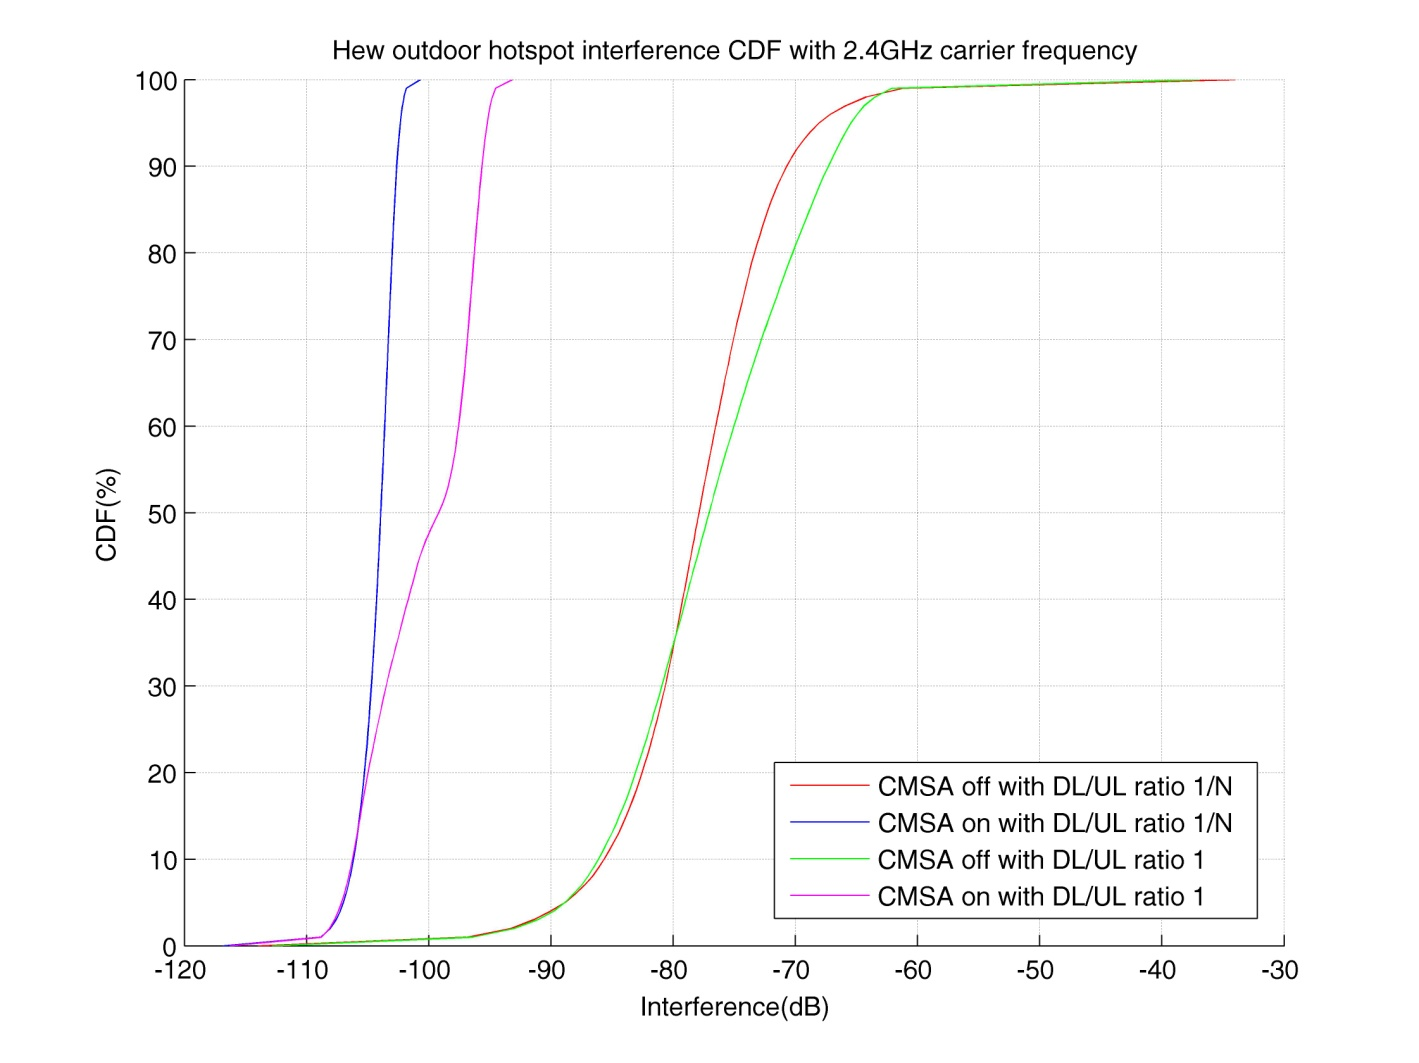 Hew outdoor hotspot interference CDF with 2.4GHz carrier frequency
100
90
80
70
60
50
40
30
20
10
0
CDF(%)
-120 -110 -100 -90 -80 -70 -60 -50 -40 -30
Interference(dB)
CMSA off with DL/UL ratio 1/N
CMSA on with DL/UL ratio 1/N
CMSA off with DL/UL ratio 1
CMSA on with DL/UL ratio 1